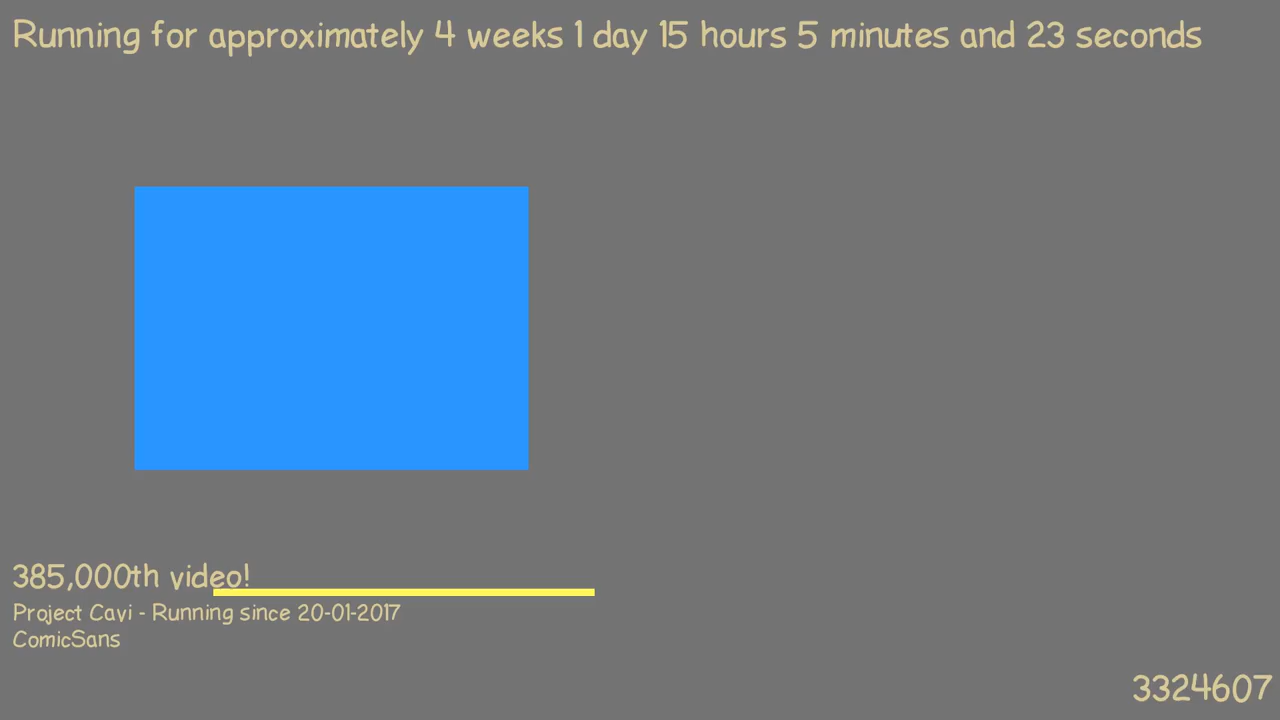 Running for approximately 4 weeks 1 day 15 hours 5 minutes and 23 seconds
385,000th video!
Project Cavi - Running since 20-01-2017
ComicSans
3324607